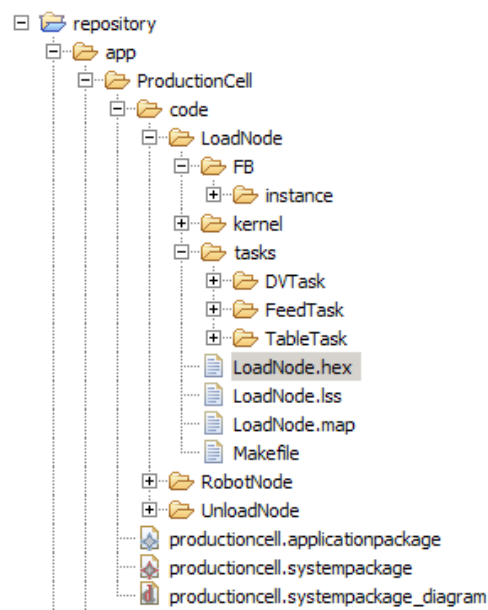 repository
app
ProductionCell
code
LoadNode
FB
instance
kernel
tasks
DVTask
FeedTask
TableTask
LoadNode.hex
LoadNode.lss
LoadNode.map
Makefile
RobotNode
UnloadNode
productioncell.applicationpackage
productioncell.systempackage
productioncell.systempackage_diagram